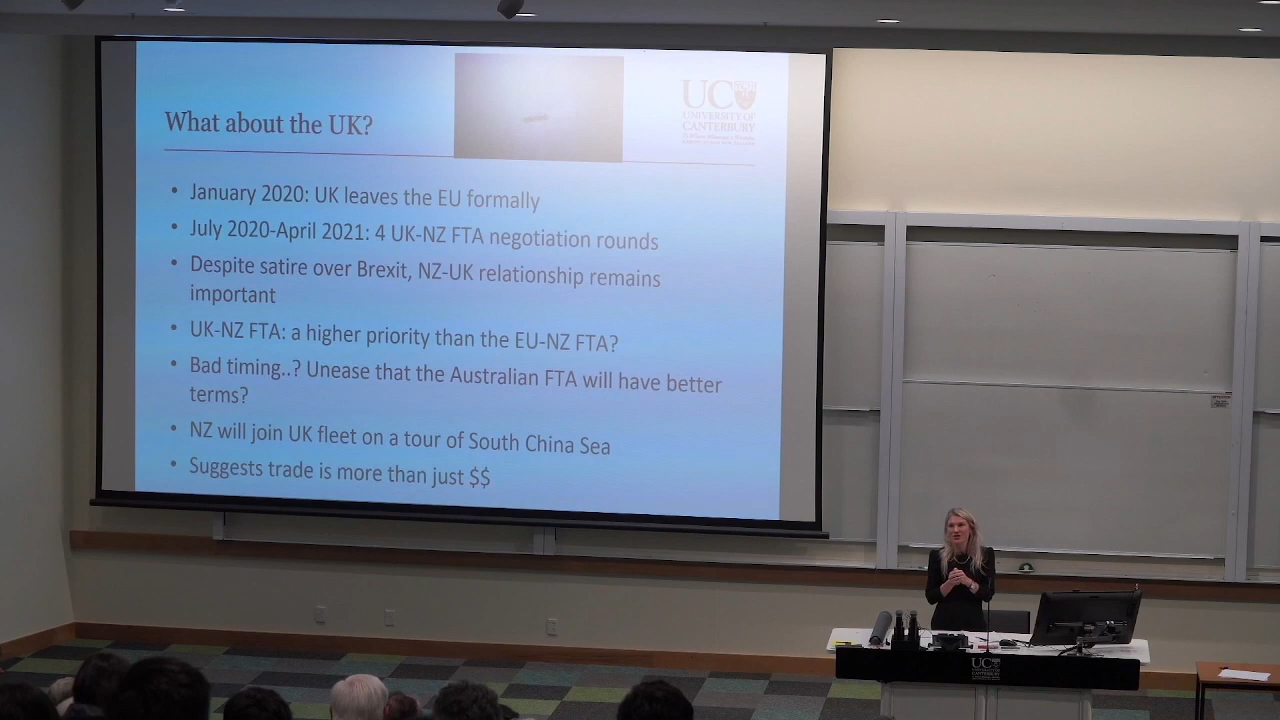 What about the UK?
UC
UNIVERSITY OF
CANTERBURY
• January 2020: UK leaves the EU formally
• July 2020-April 2021: 4 UK-NZ FTA negotiation rounds
• Despite satire over Brexit, NZ-UK relationship remains
important
• UK-NZ FTA: a higher priority than the EU-NZ FTA?
• Bad timing..? Unease that the Australian FTA will have better
terms?
• NZ will join UK fleet on a tour of South China Sea
• Suggests trade is more than just $$
UC